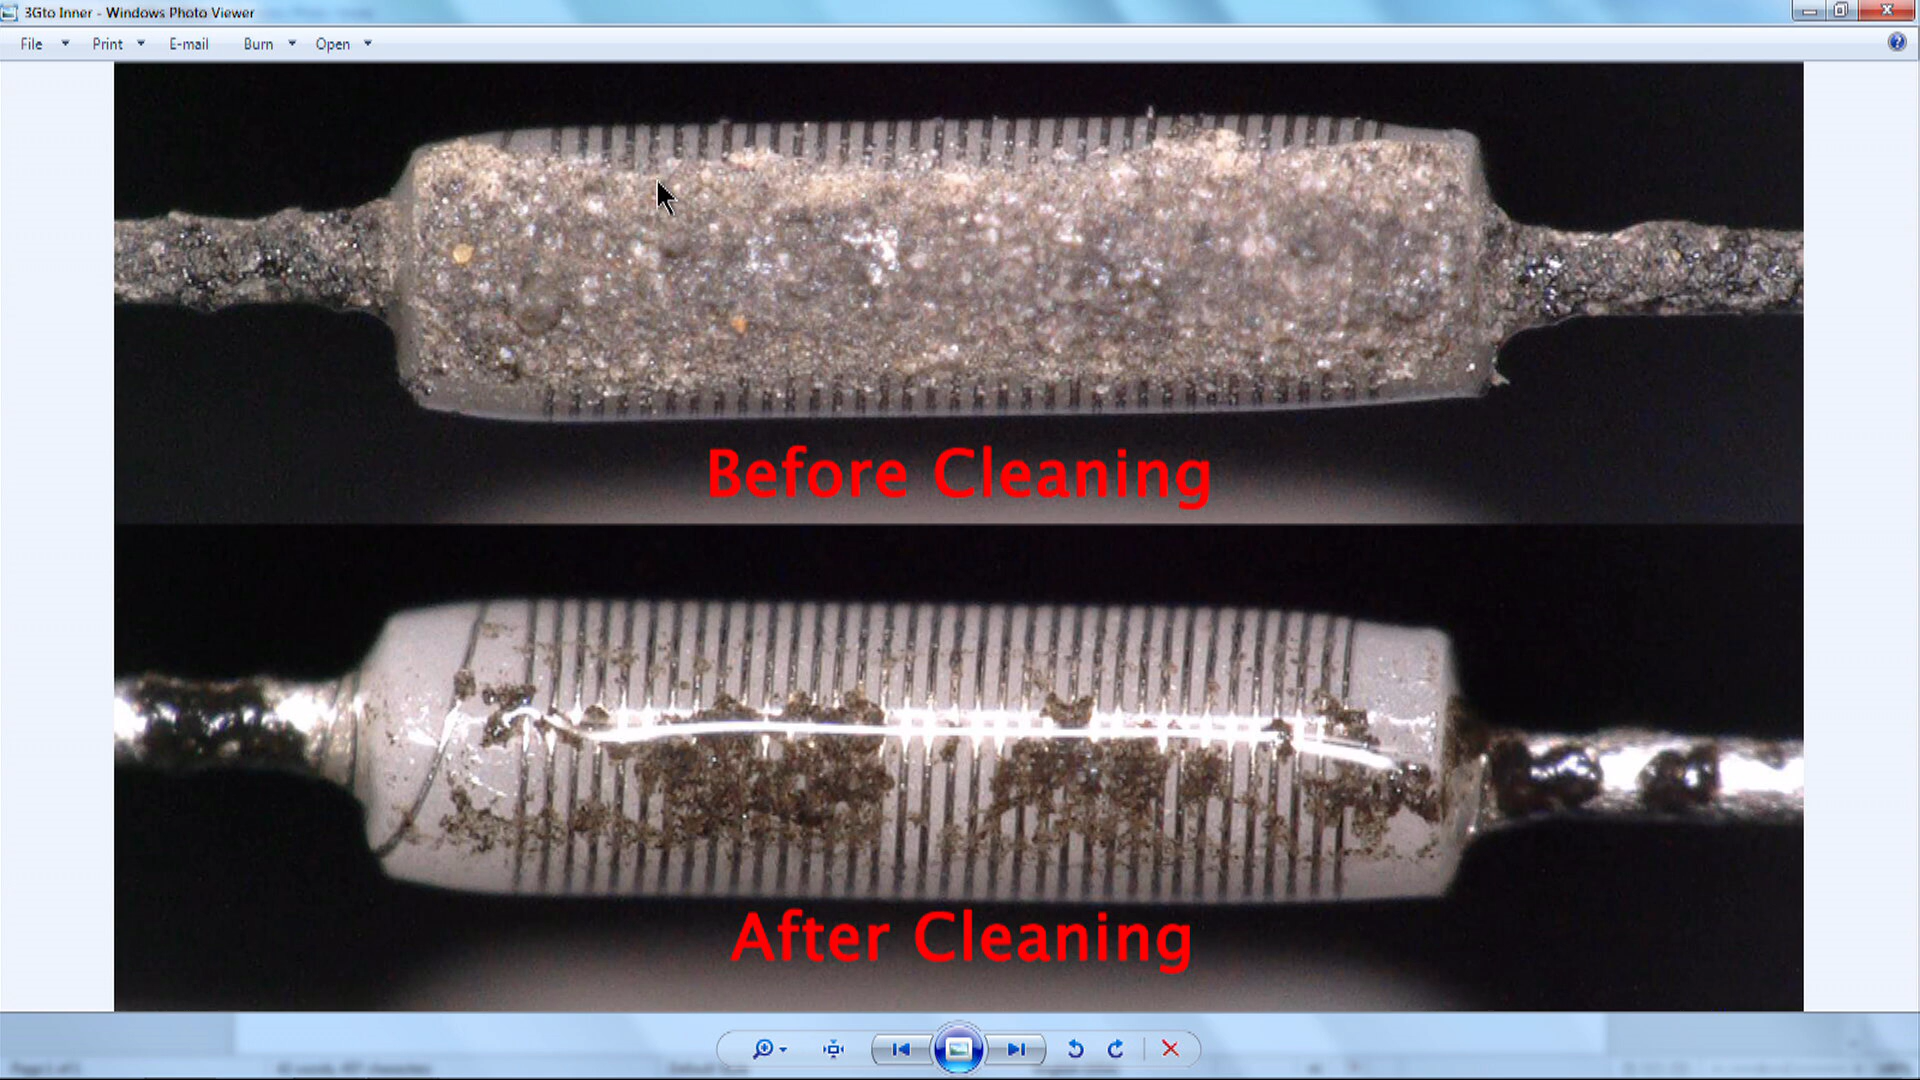 3Gto Inner - Windows Photo Viewer
File Print E-mail Burn Open
Before Cleaning
After Cleaning